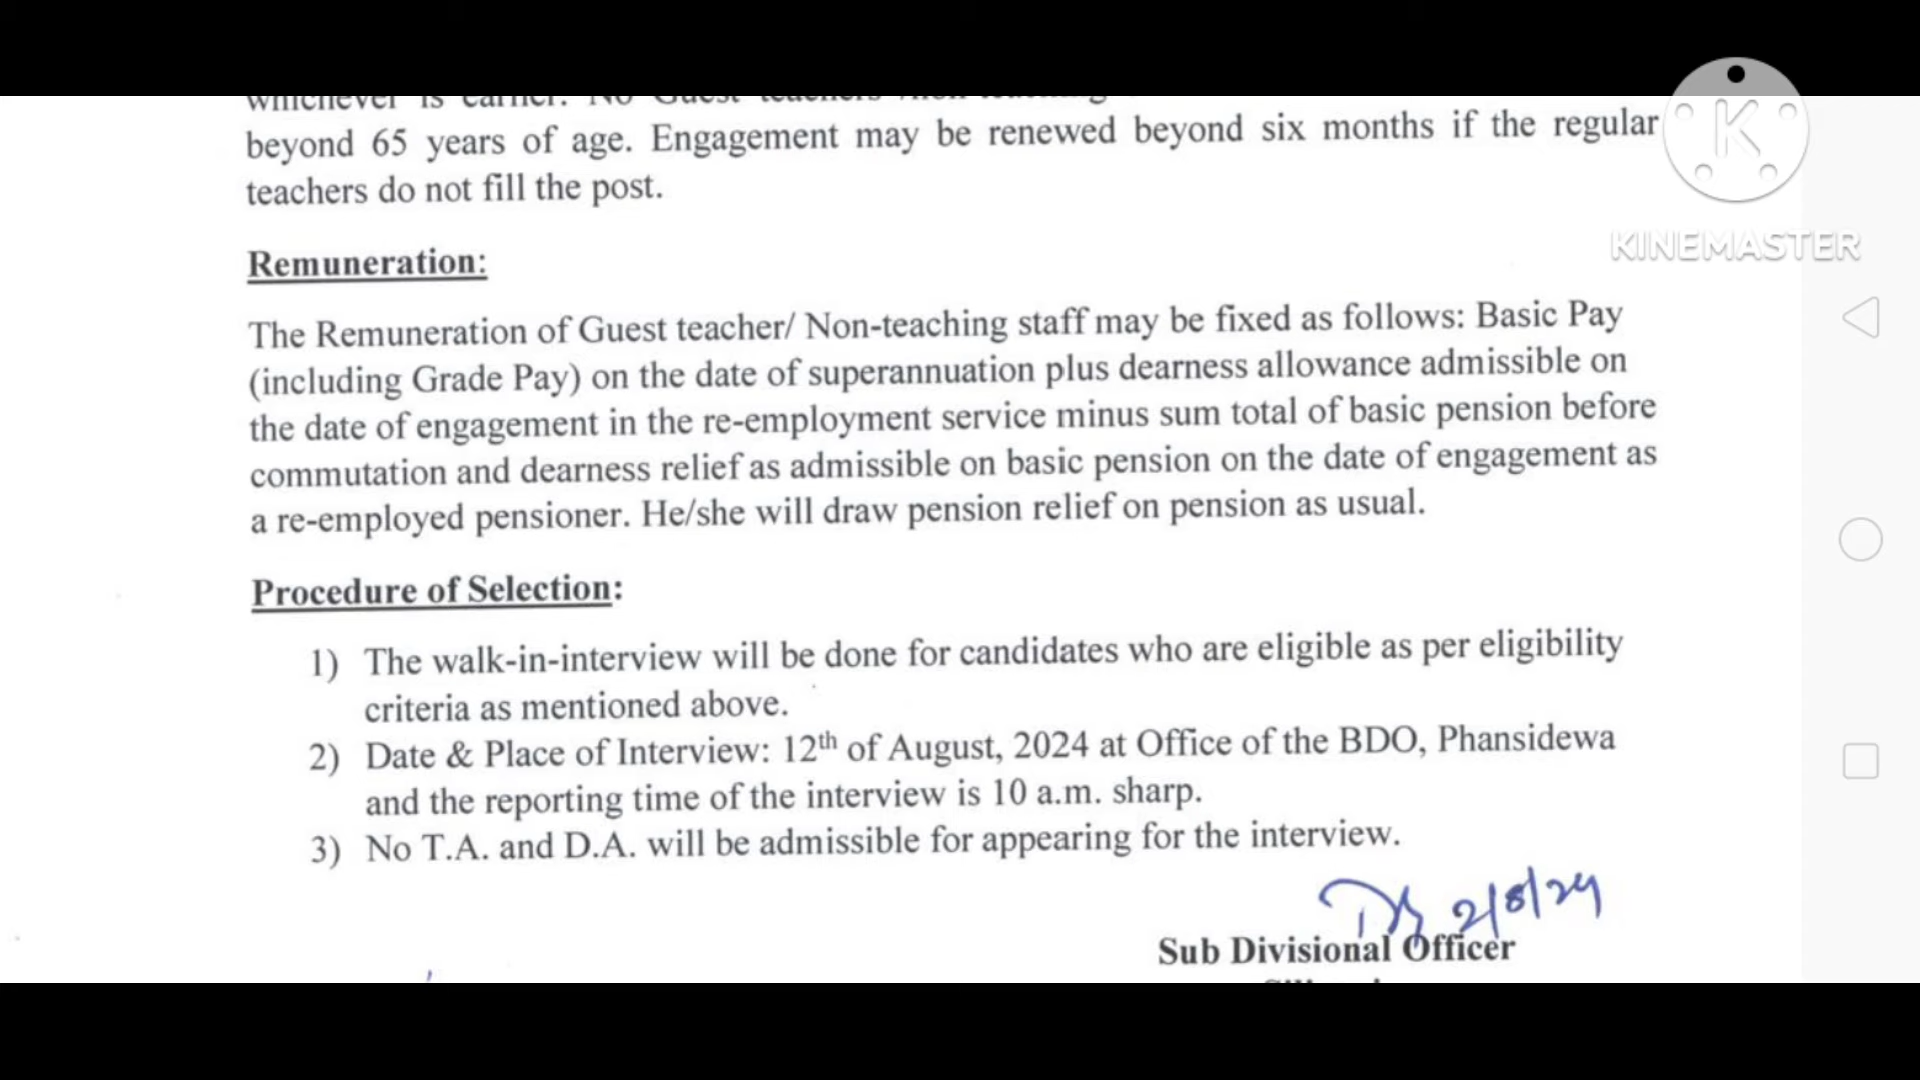 beyond 65 years of age. Engagement may be renewed beyond six months if the regular
teachers do not fill the post.
Remuneration:
The Remuneration of Guest teacher/ Non-teaching staff may be fixed as follows: Basic Pay
(including Grade Pay) on the date of superannuation plus dearness allowance admissible on
the date of engagement in the re-employment service minus sum total of basic pension before
commutation and dearness relief as admissible on basic pension on the date of engagement as
a re-employed pensioner. He/she will draw pension relief on pension as usual.
Procedure of Selection:
1) The walk-in-interview will be done for candidates who are eligible as per eligibility
criteria as mentioned above.
2) Date & Place of Interview: 12th of August, 2024 at Office of the BDO, Phansidewa
and the reporting time of the interview is 10 a.m. sharp.
3) No T.A. and D.A. will be admissible for appearing for the interview.
2/8/24
Sub Divisional Officer
K
KINEMASTER